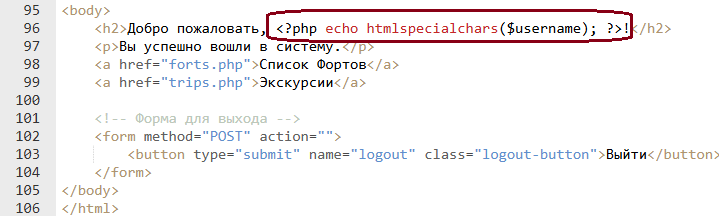 95 <body>
96 <h2>Добро пожаловать, <?php echo htmlspecialchars($username); ?>!</h2>
97 <p>Вы успешно вошли в систему.</p>
98 <a href="forts.php">Список Фортов</a>
99 <a href="trips.php">Экскурсии</a>
100
101 <!-- Форма для выхода -->
102 <form method="POST" action="">
103 <button type="submit" name="logout" class="logout-button">Выйти</button>
104 </form>
105 </body>
106 </html>